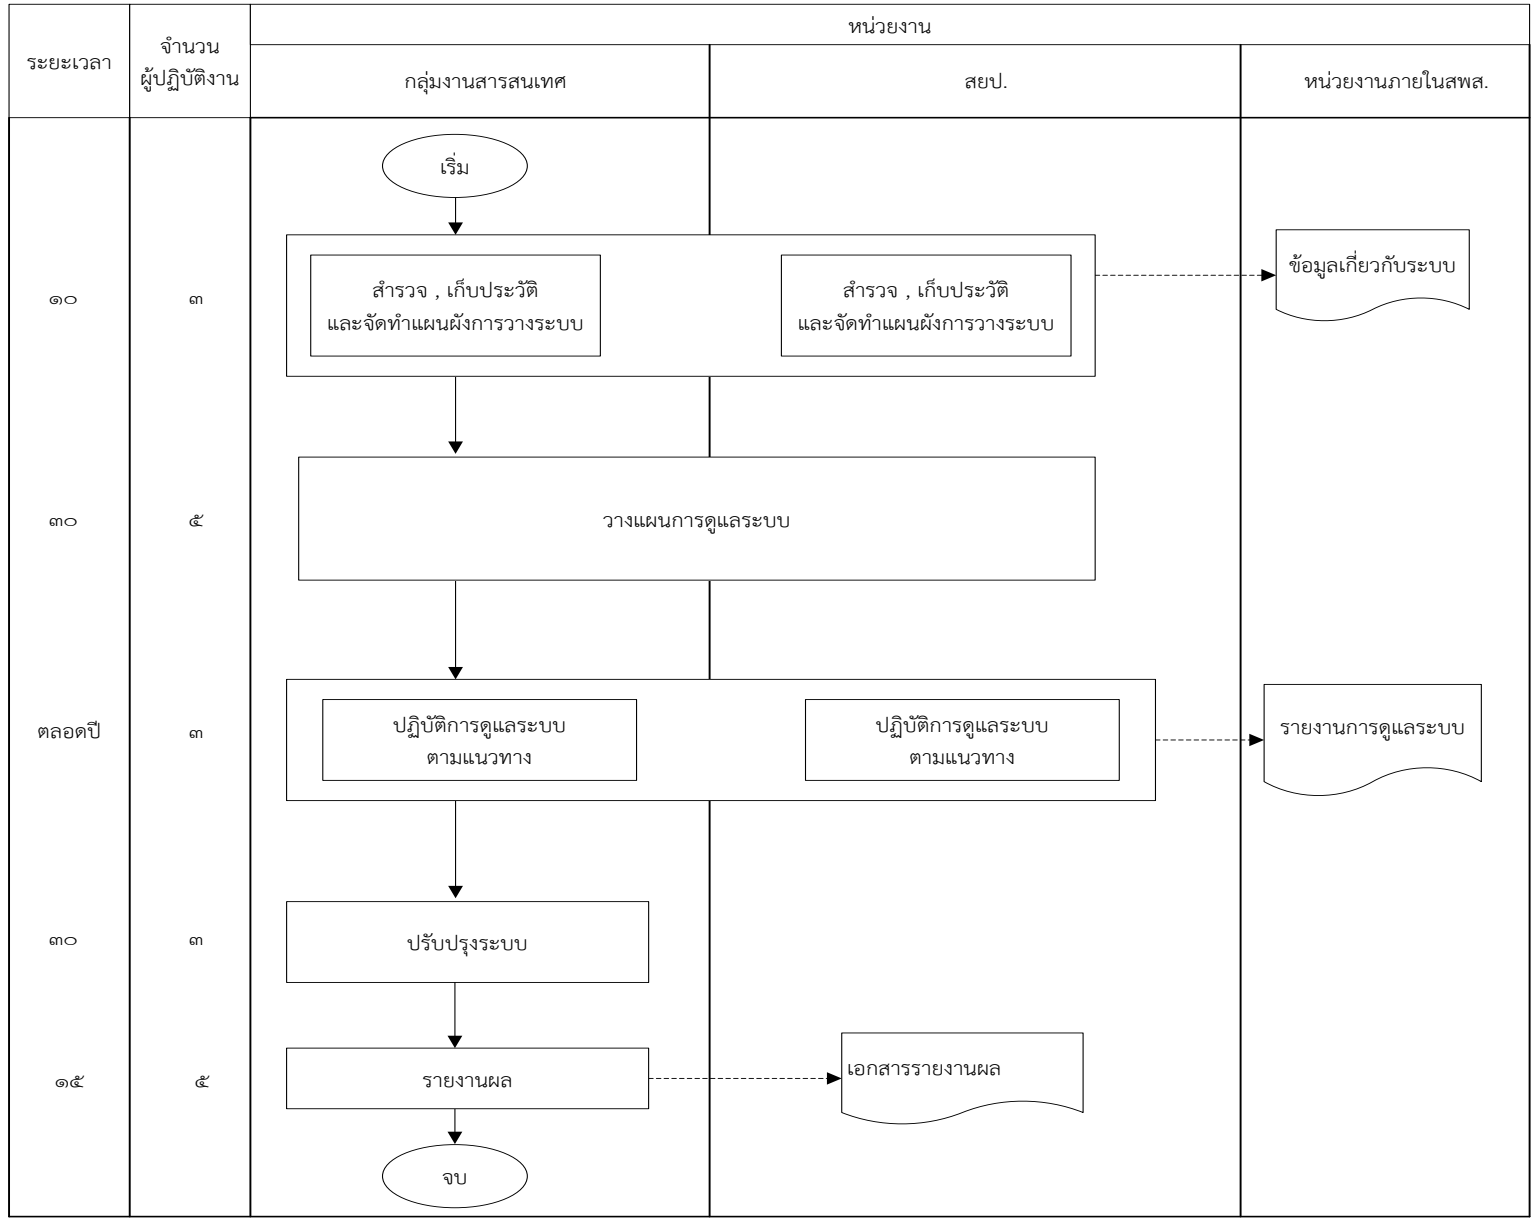 หน่วยงาน
ระยะเวลา
จำนวน
ผู้ปฏิบัติงาน
กลุ่มงานสารสนเทศ
สยป.
หน่วยงานภายในสพส.
เริ่ม
๑๐
๓
สำรวจ , เก็บประวัติ
และจัดทำแผนผังการวางระบบ
สำรวจ , เก็บประวัติ
และจัดทำแผนผังการวางระบบ
ข้อมูลเกี่ยวกับระบบ
๓๐
๕
วางแผนการดูแลระบบ
ตลอดปี
๓
ปฏิบัติการดูแลระบบ
ตามแนวทาง
ปฏิบัติการดูแลระบบ
ตามแนวทาง
รายงานการดูแลระบบ
๓๐
๓
ปรับปรุงระบบ
๑๕
๕
รายงานผล
เอกสารรายงานผล
จบ